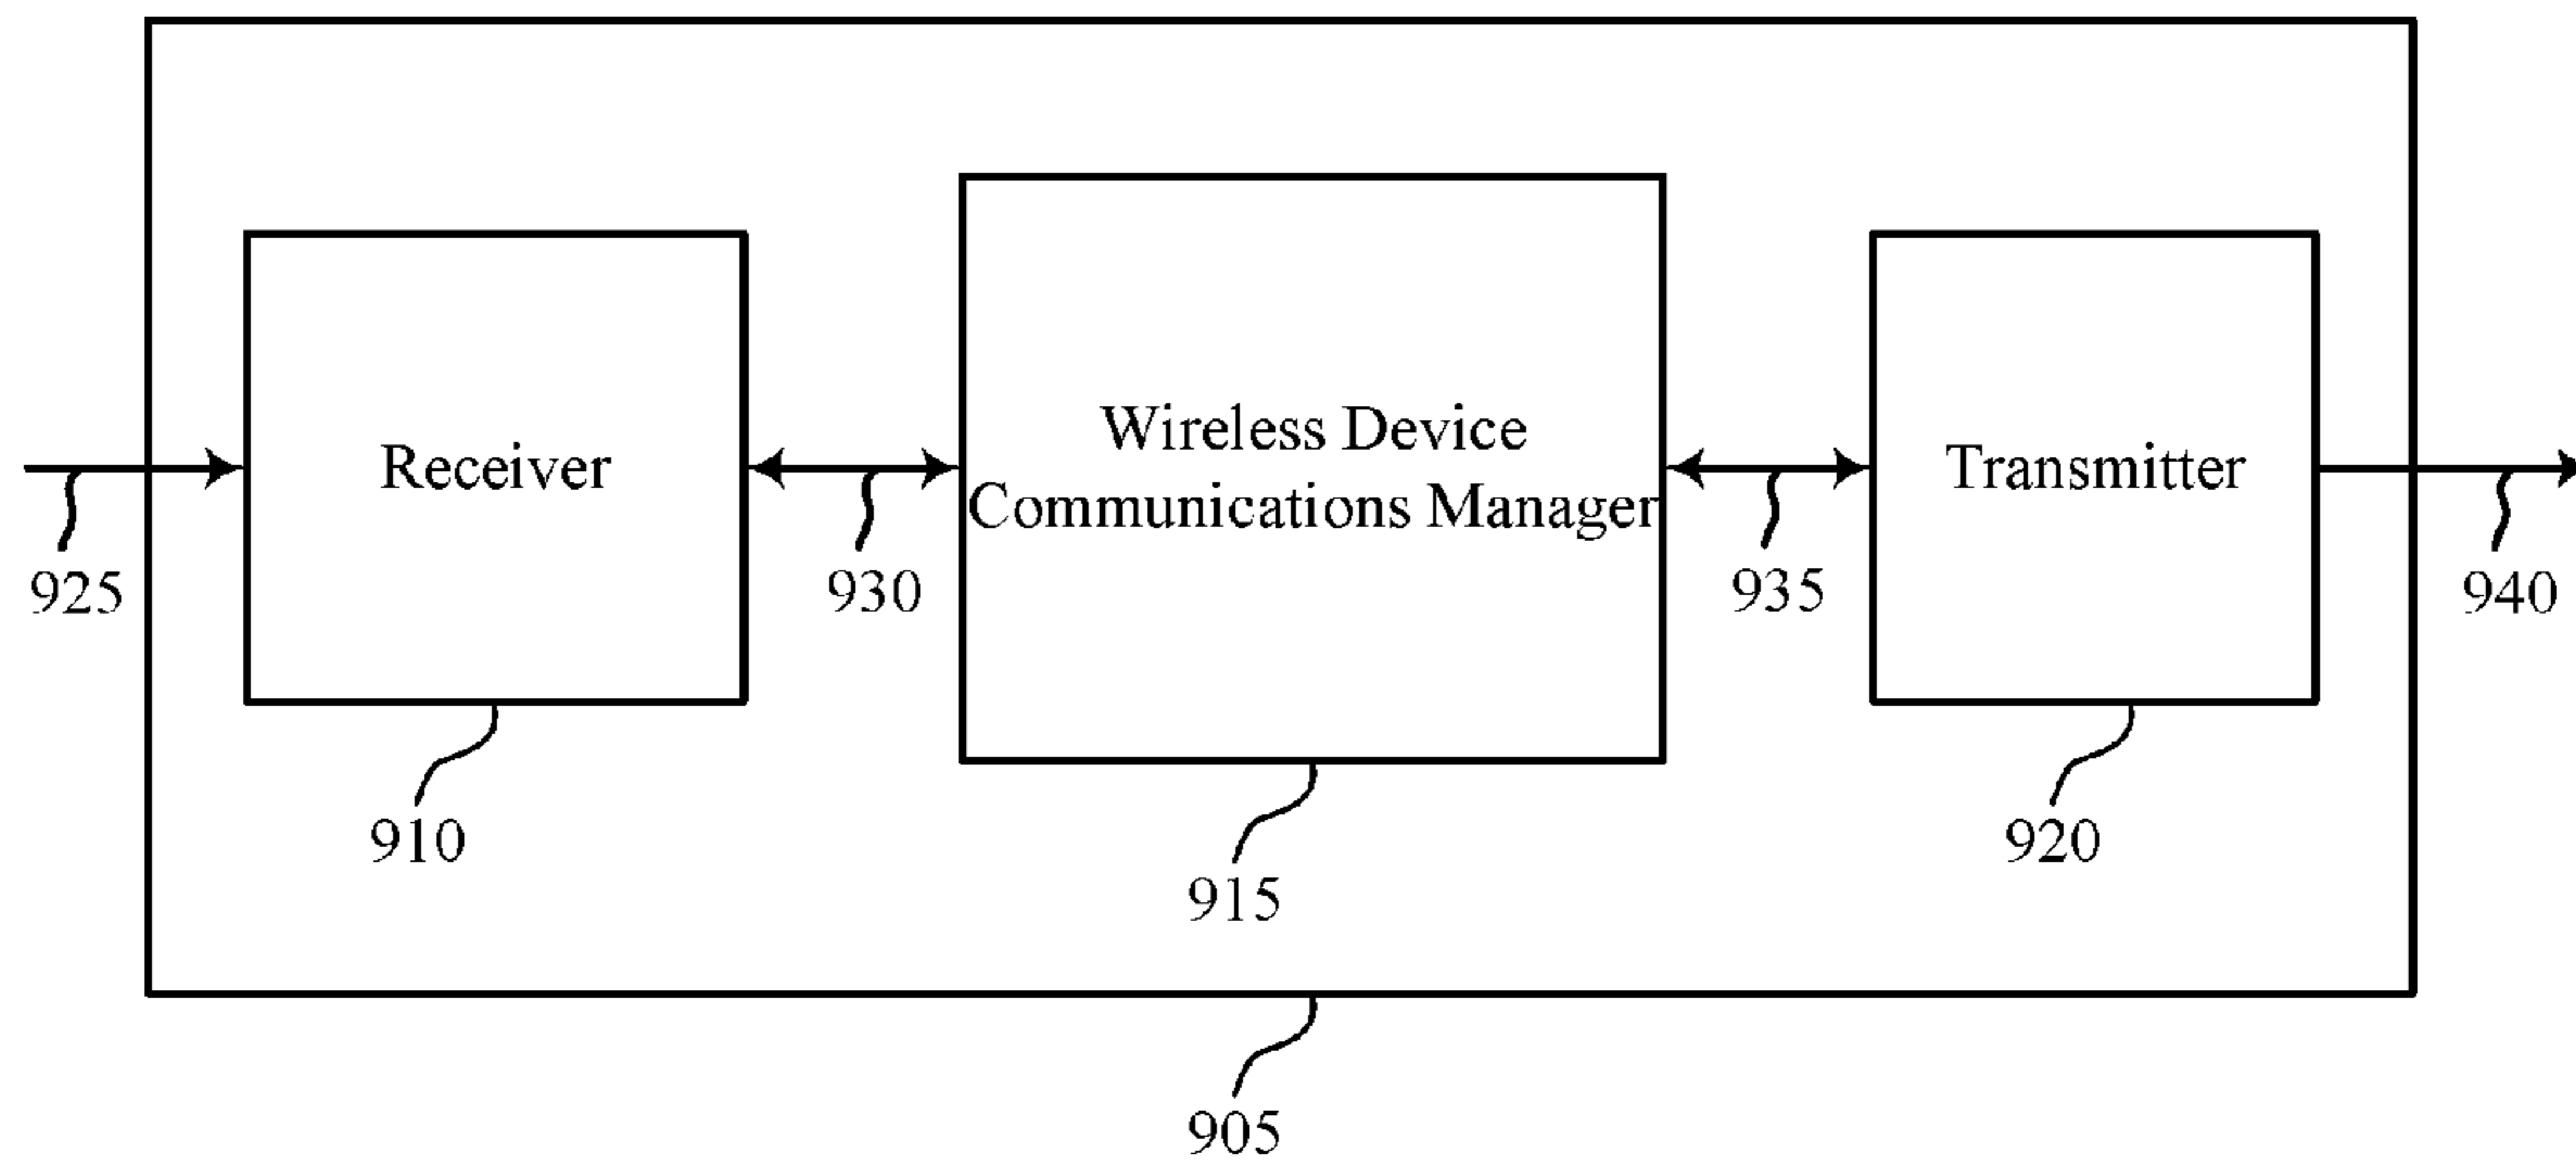 Receiver
Wireless Device
Communications Manager
Transmitter
925
930
935
940
910
915
920
905